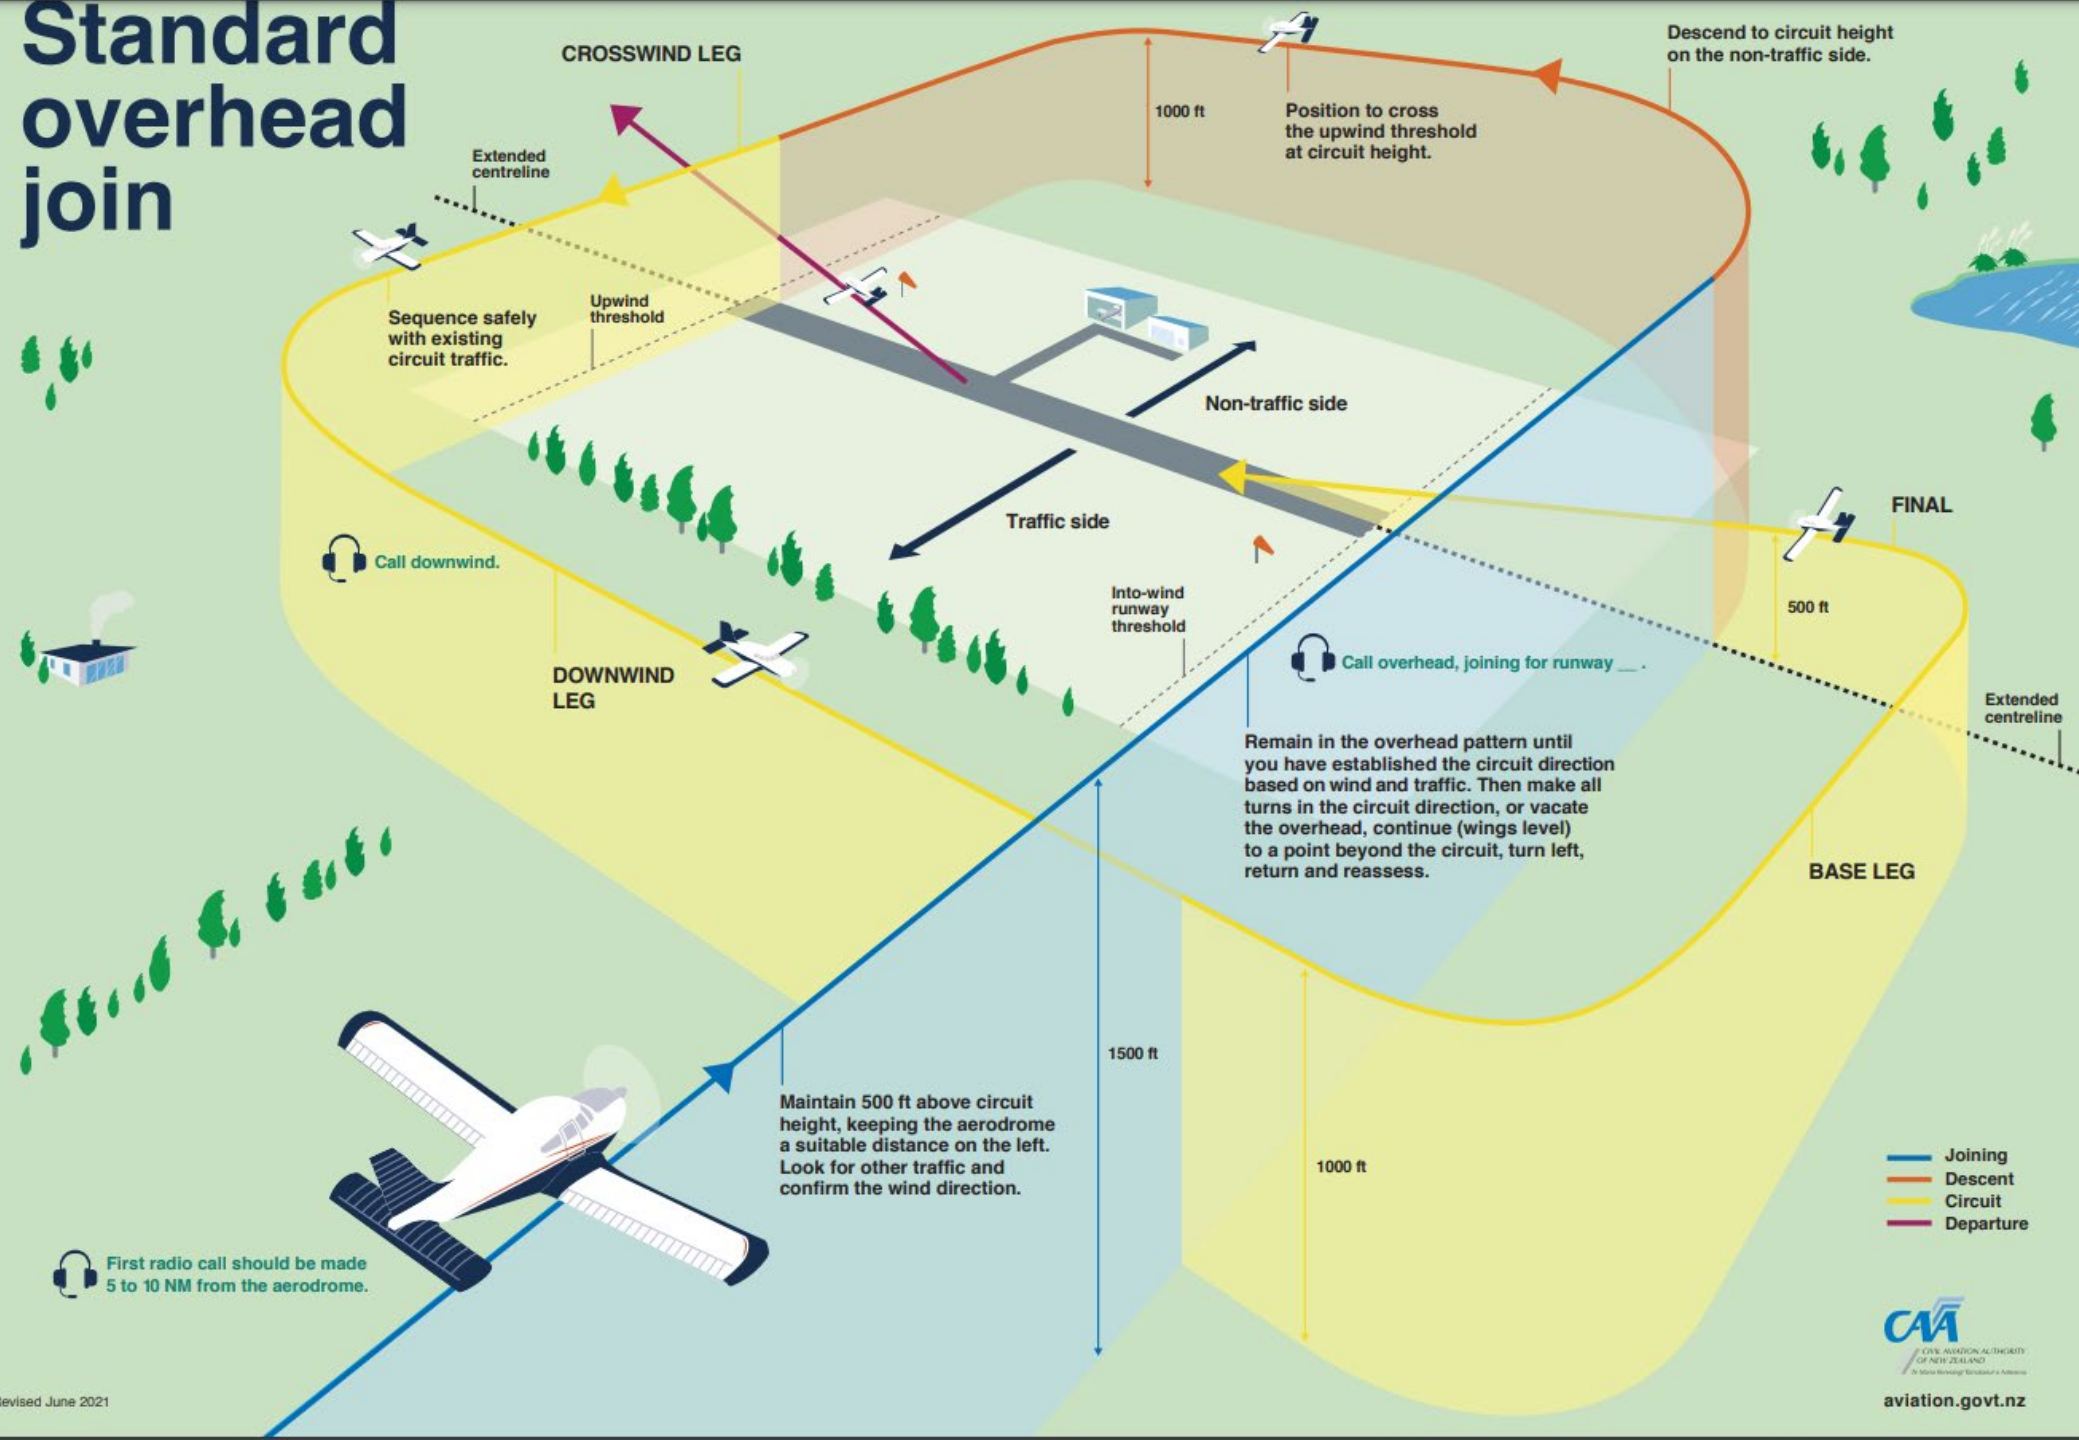 Standard
overhead
join
CROSSWIND LEG
Descend to circuit height
on the non-traffic side.
1000 ft
Position to cross
the upwind threshold
at circuit height.
Extended
centreline
Upwind
threshold
Sequence safely
with existing
circuit traffic.
Non-traffic side
Traffic side
FINAL
Call downwind.
Into-wind
runway
threshold
500 ft
Call overhead, joining for runway __ .
DOWNWIND
LEG
Extended
centreline
Remain in the overhead pattern until
you have established the circuit direction
based on wind and traffic. Then make all
turns in the circuit direction, or vacate
the overhead, continue (wings level)
to a point beyond the circuit, turn left,
return and reassess.
BASE LEG
1500 ft
Maintain 500 ft above circuit
height, keeping the aerodrome
a suitable distance on the left.
Look for other traffic and
confirm the wind direction.
1000 ft
First radio call should be made
5 to 10 NM from the aerodrome.
Joining
Descent
Circuit
Departure
CAA
CIVIL AVIATION AUTHORITY
OF NEW ZEALAND
aviation.govt.nz
evised June 2021